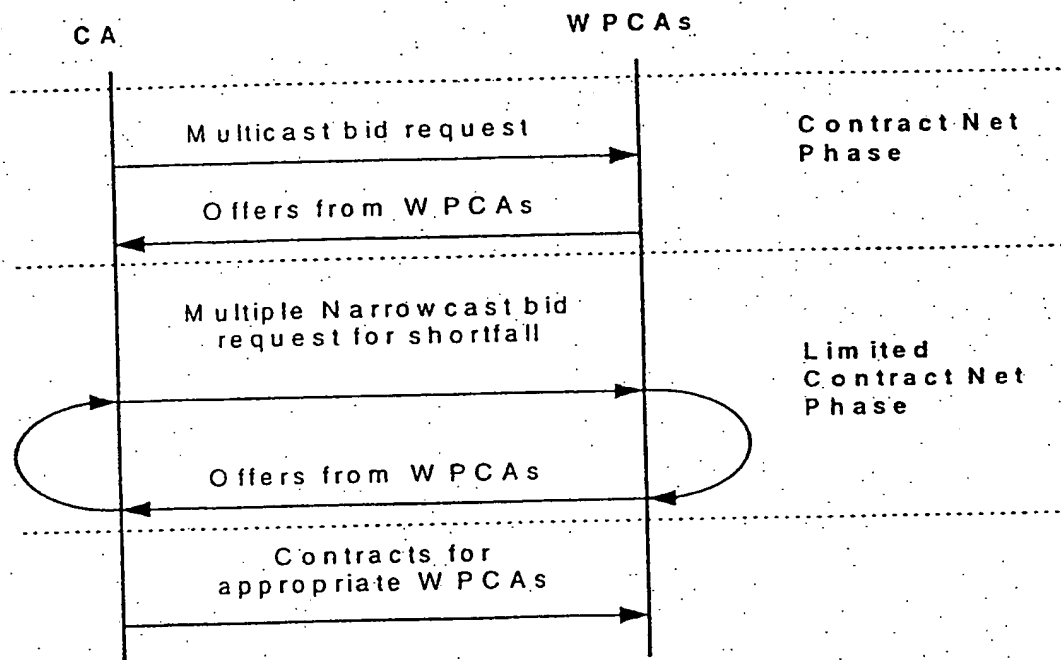 CA
WPCAs
Multicast bid request
Contract Net
Phase
Offers from WPCAs
Multiple Narrowcast bid
request for shortfall
Limited
Contract Net
Phase
Offers from WPCAs
Contracts for
appropriate WPCAs